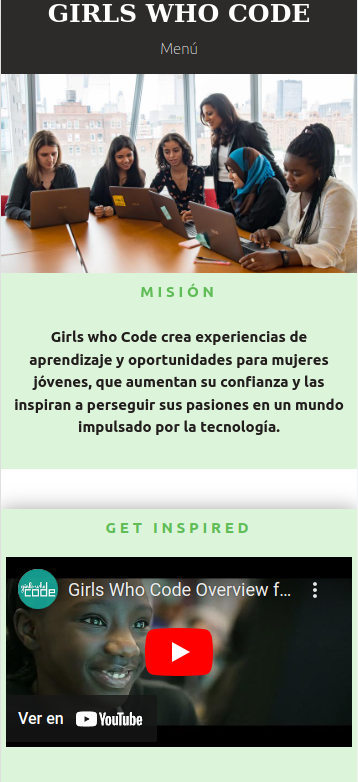 GIRLS WHO CODE
Menú
MISIÓN
Girls who Code crea experiencias de
aprendizaje y oportunidades para mujeres
jóvenes, que aumentan su confianza y las
inspiran a perseguir sus pasiones en un mundo
impulsado por la tecnología.
GET INSPIRED
girls who
code
Girls Who Code Overview f...
Ver en YouTube